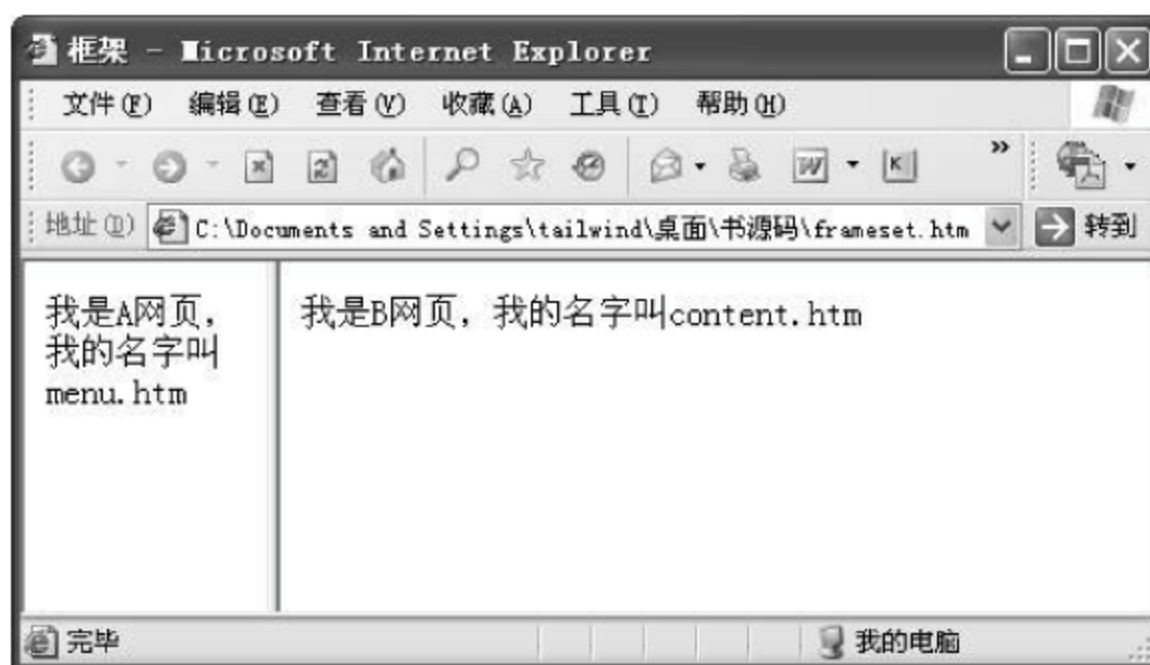 框架 - Microsoft Internet Explorer
文件(F) 编辑(E) 查看(V) 收藏(A) 工具(T) 帮助(H)
W K »
地址(D) C:\Documents and Settings\tailwind\桌面\书源码\frameset.htm 转到
我是A网页,
我的名字叫
menu.htm
我是B网页,我的名字叫content.htm
完毕 我的电脑